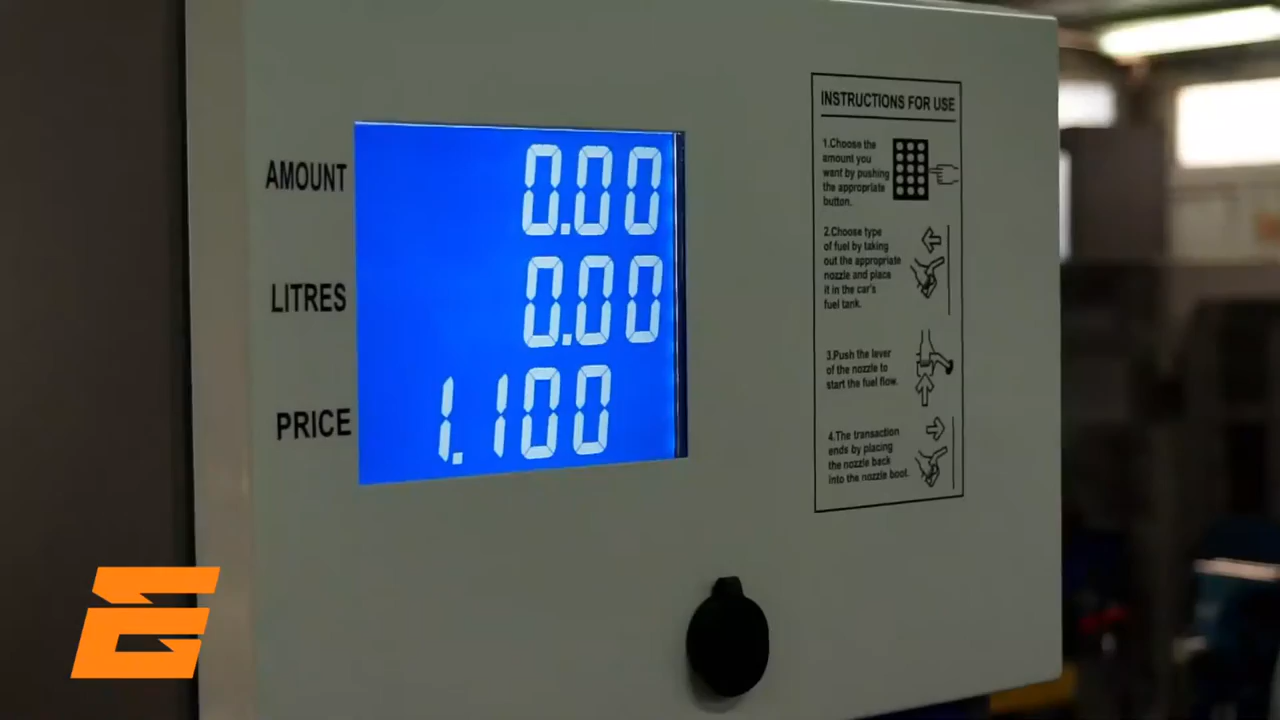 AMOUNT 0.00
LITRES 0.00
PRICE 1.100
INSTRUCTIONS FOR USE
1.Choose the
amount you
want by pushing
the appropriate
button.
2.Choose type
of fuel by taking
out the appropriate
nozzle and place
it in the car's
fuel tank.
3.Push the lever
of the nozzle to
start the fuel flow.
4.The transaction
ends by placing
the nozzle back
into the nozzle boot.